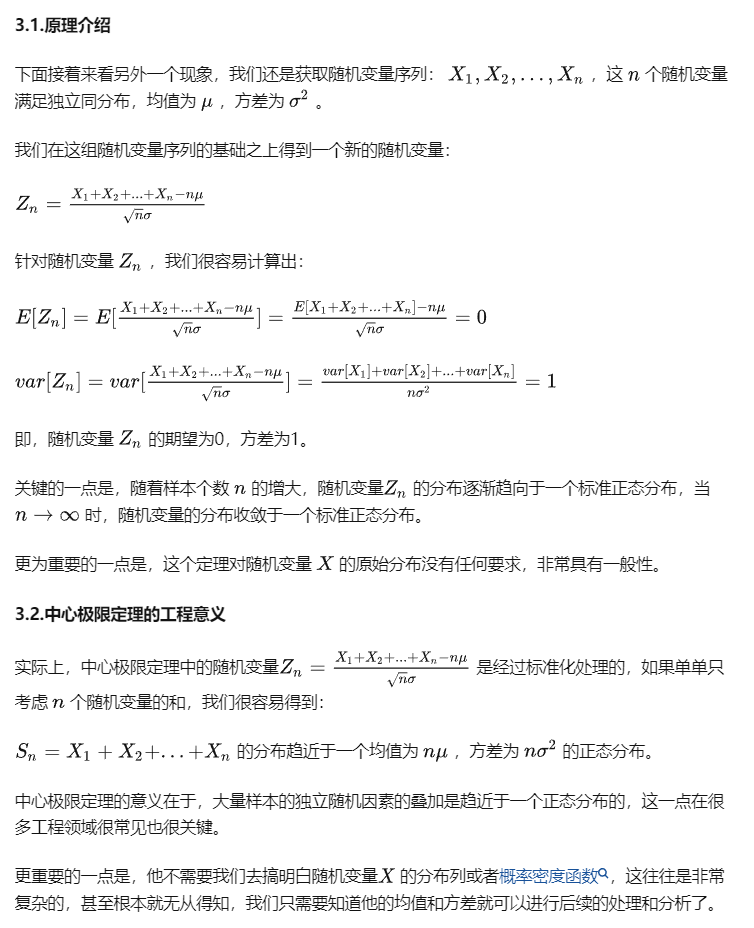 3.1.原理介绍
下面接着来看另外一个现象，我们还是获取随机变量序列： $X_1, X_2, \ldots, X_n$ ，这 $n$ 个随机变量
满足独立同分布，均值为 $\mu$ ，方差为 $\sigma^2$ 。
我们在这组随机变量序列的基础之上得到一个新的随机变量：
$Z_n = \frac{X_1+X_2+\ldots+X_n-n\mu}{\sqrt{n}\sigma}$
针对随机变量 $Z_n$ ，我们很容易计算出：
$E[Z_n] = E[\frac{X_1+X_2+\ldots+X_n-n\mu}{\sqrt{n}\sigma}] = \frac{E[X_1+X_2+\ldots+X_n]-n\mu}{\sqrt{n}\sigma} = 0$
$var[Z_n] = var[\frac{X_1+X_2+\ldots+X_n-n\mu}{\sqrt{n}\sigma}] = \frac{var[X_1]+var[X_2]+\ldots+var[X_n]}{n\sigma^2} = 1$
即，随机变量 $Z_n$ 的期望为0，方差为1。
关键的一点是，随着样本个数 $n$ 的增大，随机变量$Z_n$ 的分布逐渐趋向于一个标准正态分布，当
$n \to \infty$ 时，随机变量的分布收敛于一个标准正态分布。
更为重要的一点是，这个定理对随机变量 $X$ 的原始分布没有任何要求，非常具有一般性。
3.2.中心极限定理的工程意义
实际上，中心极限定理中的随机变量$Z_n = \frac{X_1+X_2+\ldots+X_n-n\mu}{\sqrt{n}\sigma}$ 是经过标准化处理的，如果单单只
考虑 $n$ 个随机变量的和，我们很容易得到：
$S_n = X_1 + X_2 + \ldots + X_n$ 的分布趋近于一个均值为 $n\mu$ ，方差为 $n\sigma^2$ 的正态分布。
中心极限定理的意义在于，大量样本的独立随机因素的叠加是趋近于一个正态分布的，这一点在很
多工程领域很常见也很关键。
更重要的一点是，他不需要我们去搞明白随机变量$X$ 的分布列或者概率密度函数，这往往是非常
复杂的，甚至根本就无从得知，我们只需要知道他的均值和方差就可以进行后续的处理和分析了。